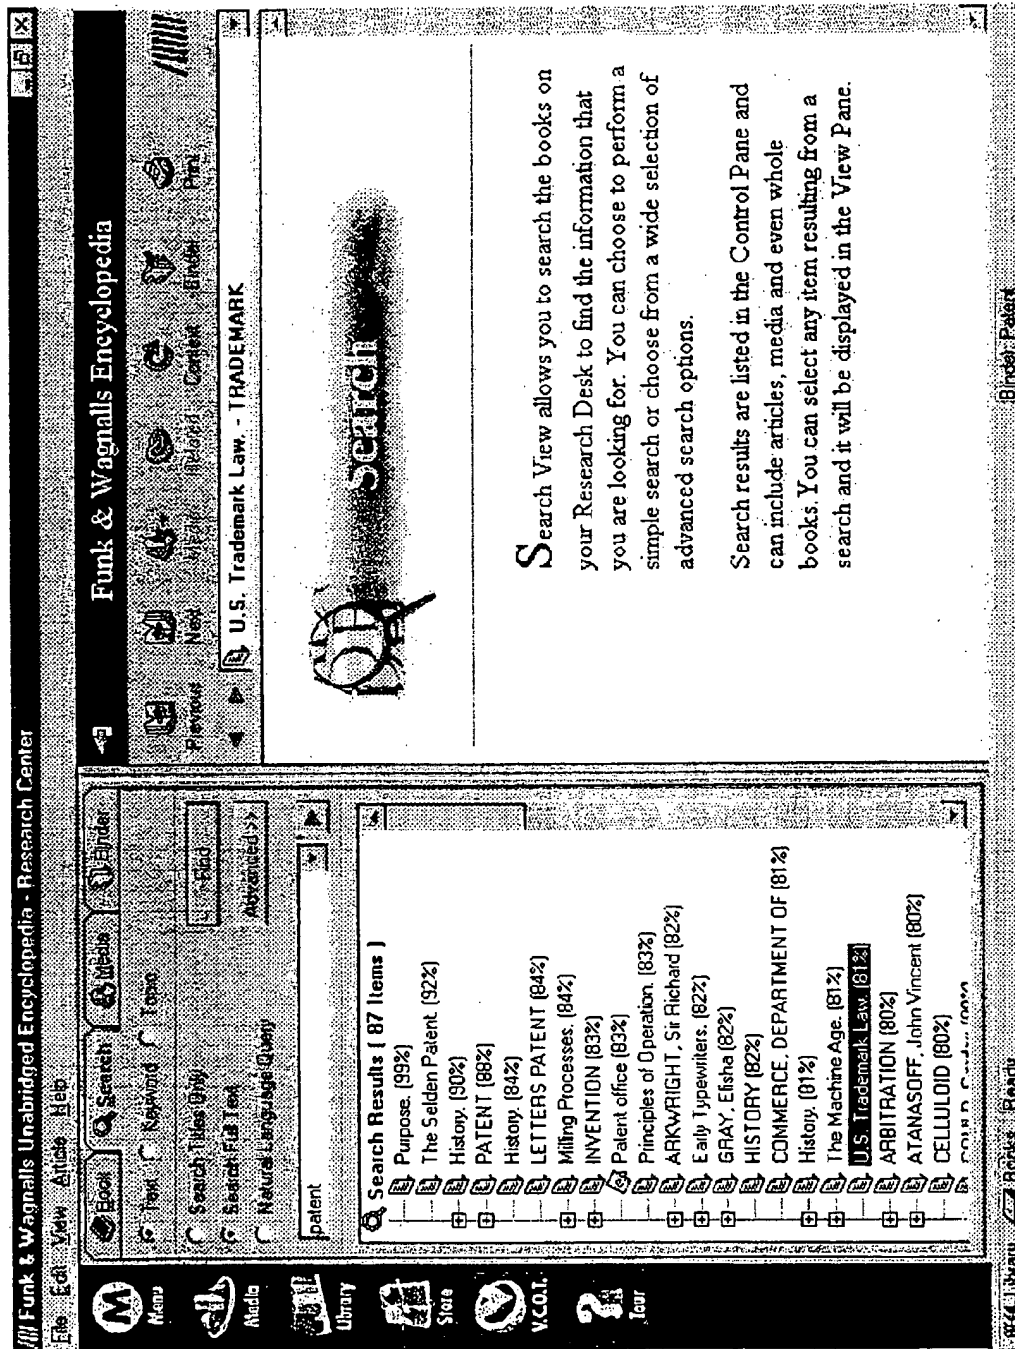 Funk & Wagnalls Unabidged Encyclopedia - Research Center
File Edit View Article Help
Menu
Media
Library
Store
V.C.O.T.
Tour
Book
Search
Media
Binder
Text
Keyword
Topic
Search Titles Only
Search Full Text
Natural Language Query
Find
Advanced >>
patent
Search Results ( 87 Items )
Purpose. (99%)
The Selden Patent. (92%)
History. (90%)
PATENT (88%)
History. (84%)
LETTERS PATENT (84%)
Milling Processes. (84%)
INVENTION (83%)
Patent office (83%)
Principles of Operation. (83%)
ARKWRIGHT, Sir Richard (82%)
Early Typewriters. (82%)
GRAY, Elisha (82%)
HISTORY (82%)
COMMERCE, DEPARTMENT OF (81%)
History. (81%)
The Machine Age. (81%)
U.S. Trademark Law. (81%)
ARBITRATION (80%)
ATANASOFF, John Vincent (80%)
CELLULOID (80%)
Funk & Wagnalls Encyclopedia
Previous
Next
Media
Related
Context
Binder
Print
U.S. Trademark Law. - TRADEMARK
Search
Search View allows you to search the books on
your Research Desk to find the information that
you are looking for. You can choose to perform a
simple search or choose from a wide selection of
advanced search options.
Search results are listed in the Control Pane and
can include articles, media and even whole
books. You can select any item resulting from a
search and it will be displayed in the View Pane.
Library
Books
Ready
Binder: Patent